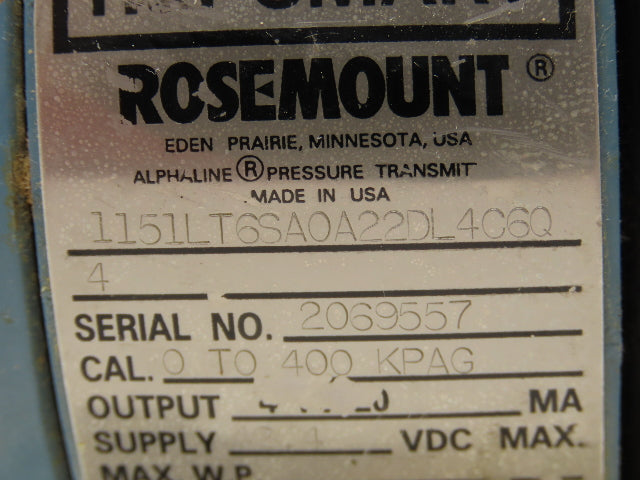 ROSEMOUNT ®
EDEN PRAIRIE, MINNESOTA, USA
ALPHALINE ® PRESSURE TRANSMIT
MADE IN USA
1151LT6SA0A22DL4C6Q
4
SERIAL NO. 2069557
CAL. 0 TO 400 KPAG
OUTPUT MA
SUPPLY VDC MAX.
MAX. W.P.